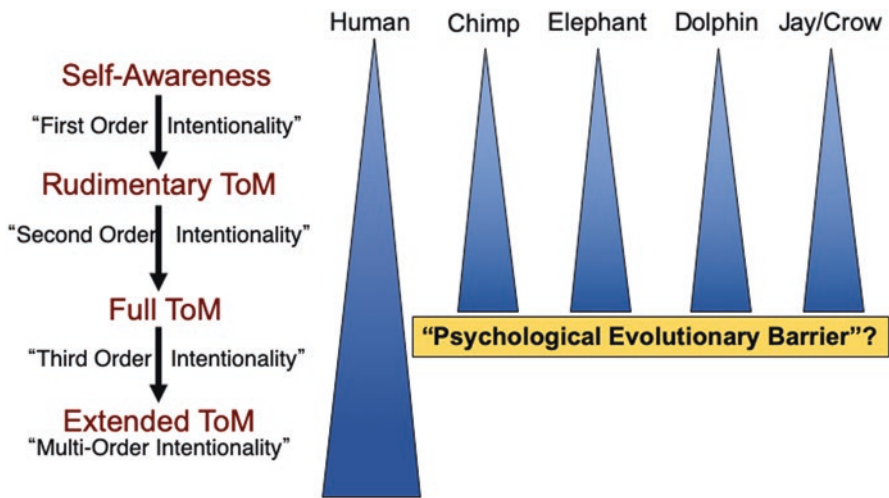 Human
Chimp
Elephant
Dolphin
Jay/Crow
Self-Awareness
“First Order Intentionality”
Rudimentary ToM
“Second Order Intentionality”
Full ToM
“Third Order Intentionality”
Extended ToM
“Multi-Order Intentionality”
“Psychological Evolutionary Barrier”?